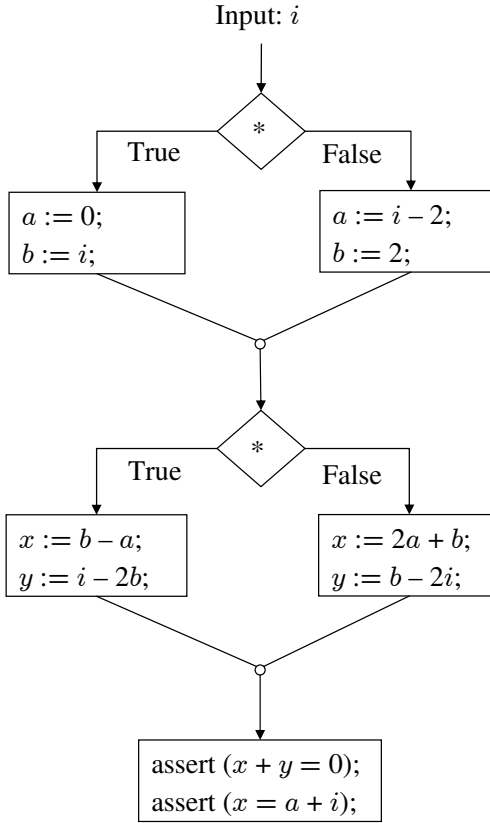 Input: i
*
True
False
a := 0;
b := i;
a := i − 2;
b := 2;
*
True
False
x := b − a;
y := i − 2b;
x := 2a + b;
y := b − 2i;
assert (x + y = 0);
assert (x = a + i);